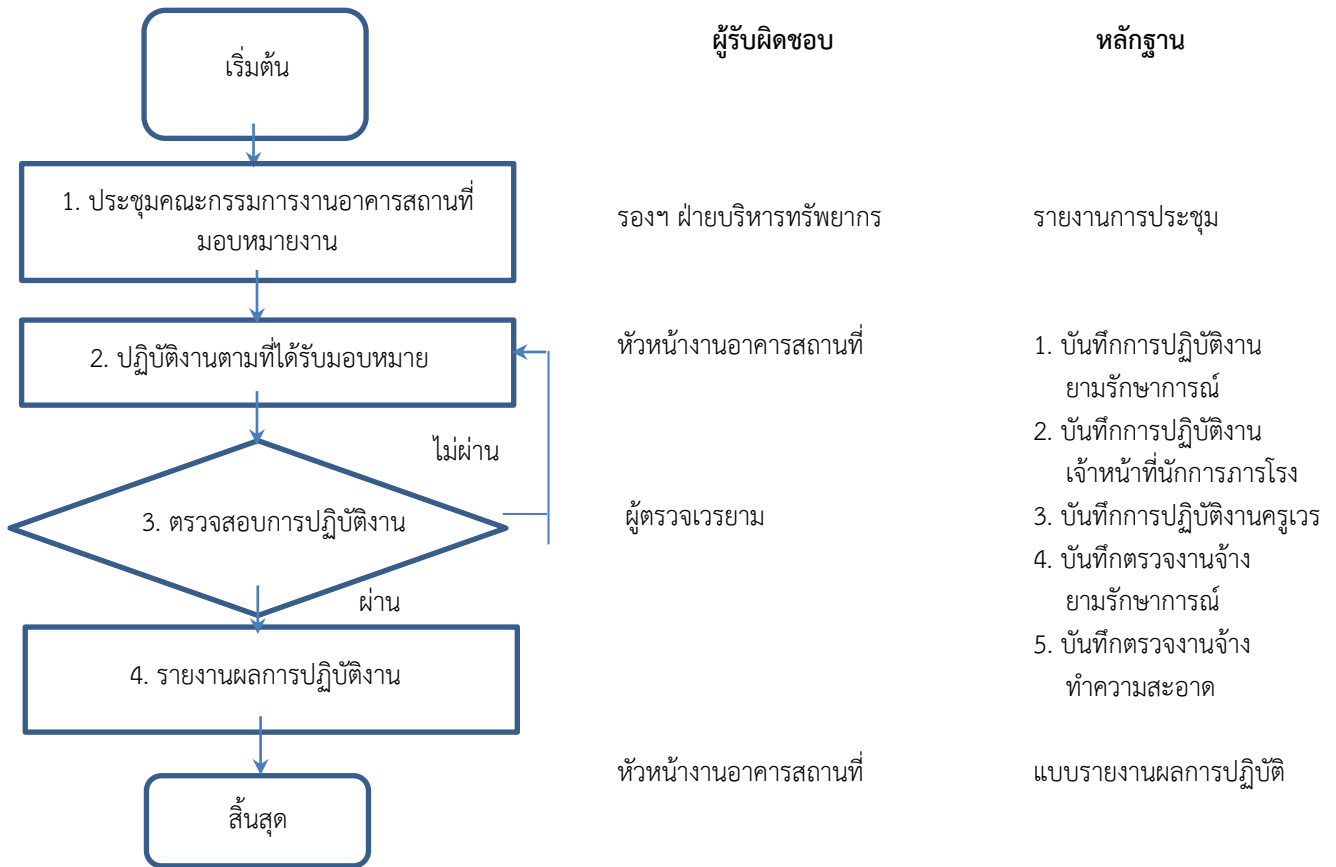 ผู้รับผิดชอบ
หลักฐาน
เริ่มต้น
1. ประชุมคณะกรรมการงานอาคารสถานที่
มอบหมายงาน
รองฯ ฝ่ายบริหารทรัพยากร
รายงานการประชุม
2. ปฏิบัติงานตามที่ได้รับมอบหมาย
หัวหน้างานอาคารสถานที่
1. บันทึกการปฏิบัติงาน
ยามรักษาการณ์
2. บันทึกการปฏิบัติงาน
เจ้าหน้าที่นักการภารโรง
3. บันทึกการปฏิบัติงานครูเวร
4. บันทึกตรวจงานจ้าง
ยามรักษาการณ์
5. บันทึกตรวจงานจ้าง
ทำความสะอาด
ไม่ผ่าน
3. ตรวจสอบการปฏิบัติงาน
ผู้ตรวจเวรยาม
ผ่าน
4. รายงานผลการปฏิบัติงาน
หัวหน้างานอาคารสถานที่
แบบรายงานผลการปฏิบัติ
สิ้นสุด